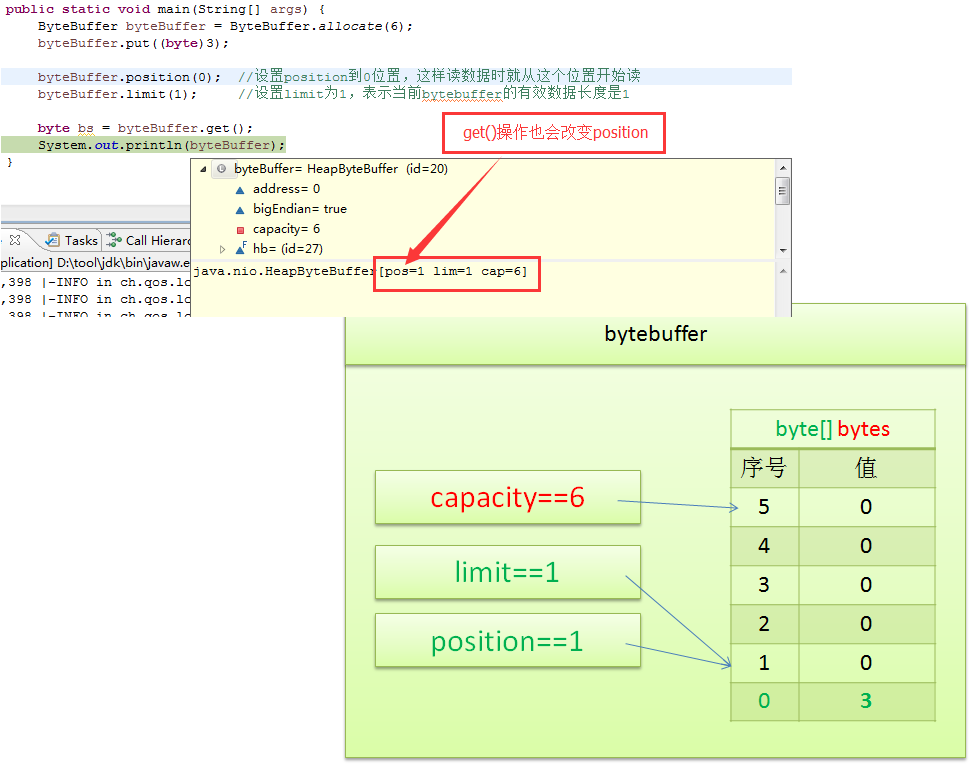 public static void main(String[] args) {
ByteBuffer byteBuffer = ByteBuffer.allocate(6);
byteBuffer.put((byte)3);
byteBuffer.position(0); //设置position到0位置，这样读数据时就从这个位置开始读
byteBuffer.limit(1); //设置limit为1，表示当前bytebuffer的有效数据长度是1
byte bs = byteBuffer.get();
System.out.println(byteBuffer);
}
get()操作也会改变position
byteBuffer= HeapByteBuffer (id=20)
address= 0
bigEndian= true
capacity= 6
hb= (id=27)
java.nio.HeapByteBuffer[pos=1 lim=1 cap=6]
Tasks Call Hierarc
plication] D:\tool\jdk\bin\javaw.e
,398 |-INFO in ch.qos.lo
,398 |-INFO in ch.qos.lo
,398 |-INFO in ch.qos.lo
bytebuffer
byte[] bytes
序号 值
capacity==6
5 0
4 0
limit==1
3 0
2 0
position==1
1 0
0 3